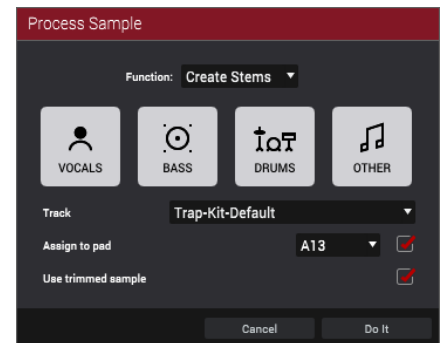 Process Sample
Function: Create Stems
VOCALS BASS DRUMS OTHER
Track Trap-Kit-Default
Assign to pad A13
Use trimmed sample
Cancel Do It